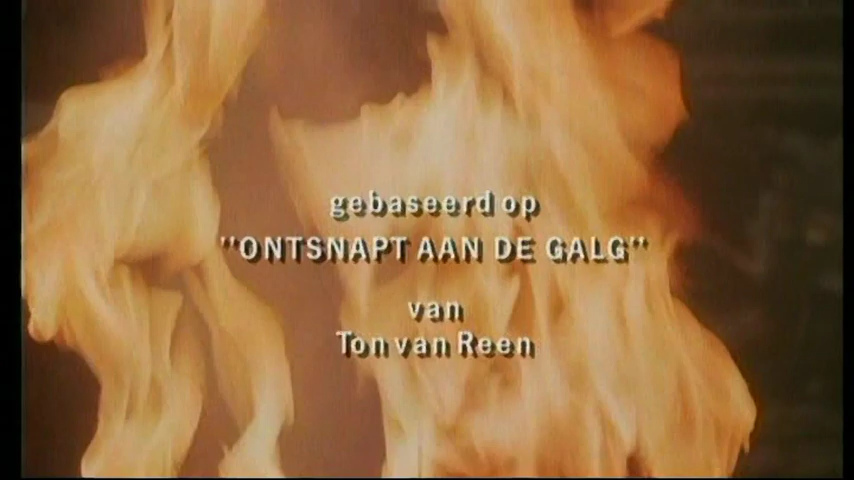 gebaseerd op
"ONTSNAPT AAN DE GALG"
van
Ton van Reen